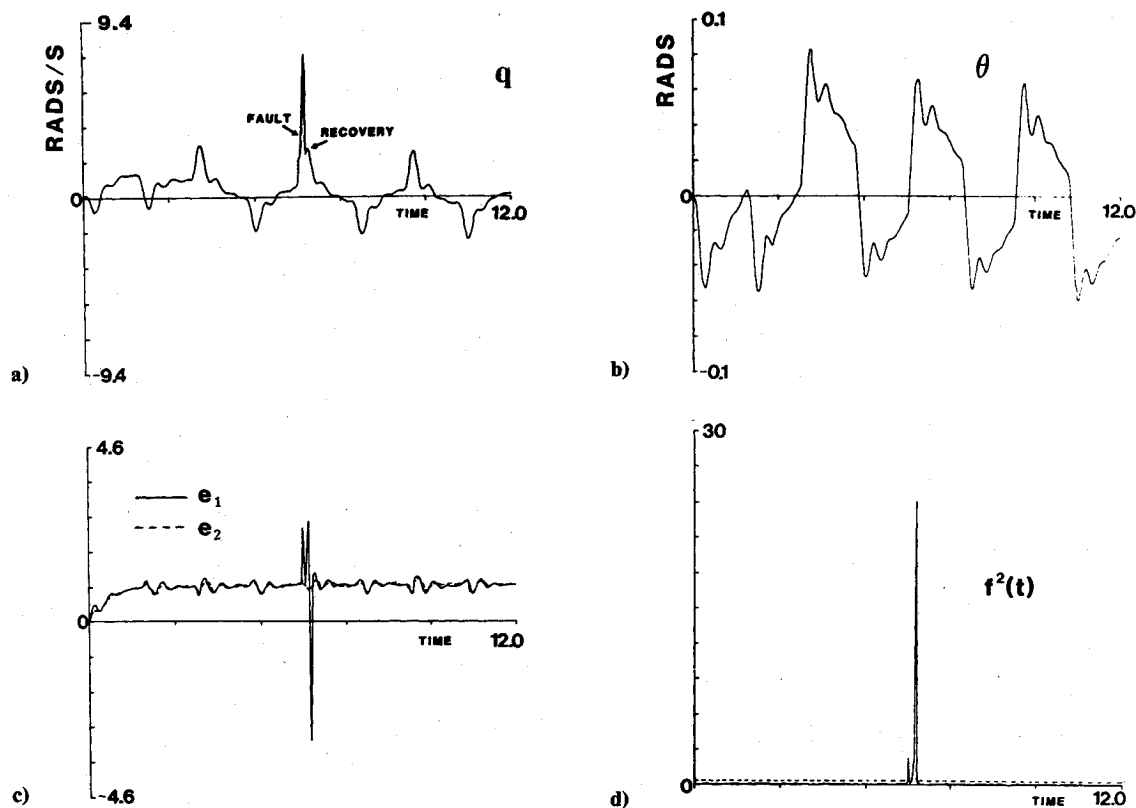 9.4
RADS/S
q
FAULT
RECOVERY
0
TIME
12.0
-9.4
a)
0.1
RADS
θ
0
TIME
12.0
-0.1
b)
4.6
e₁
e₂
0
TIME
12.0
-4.6
c)
30
f²(t)
0
TIME
12.0
d)